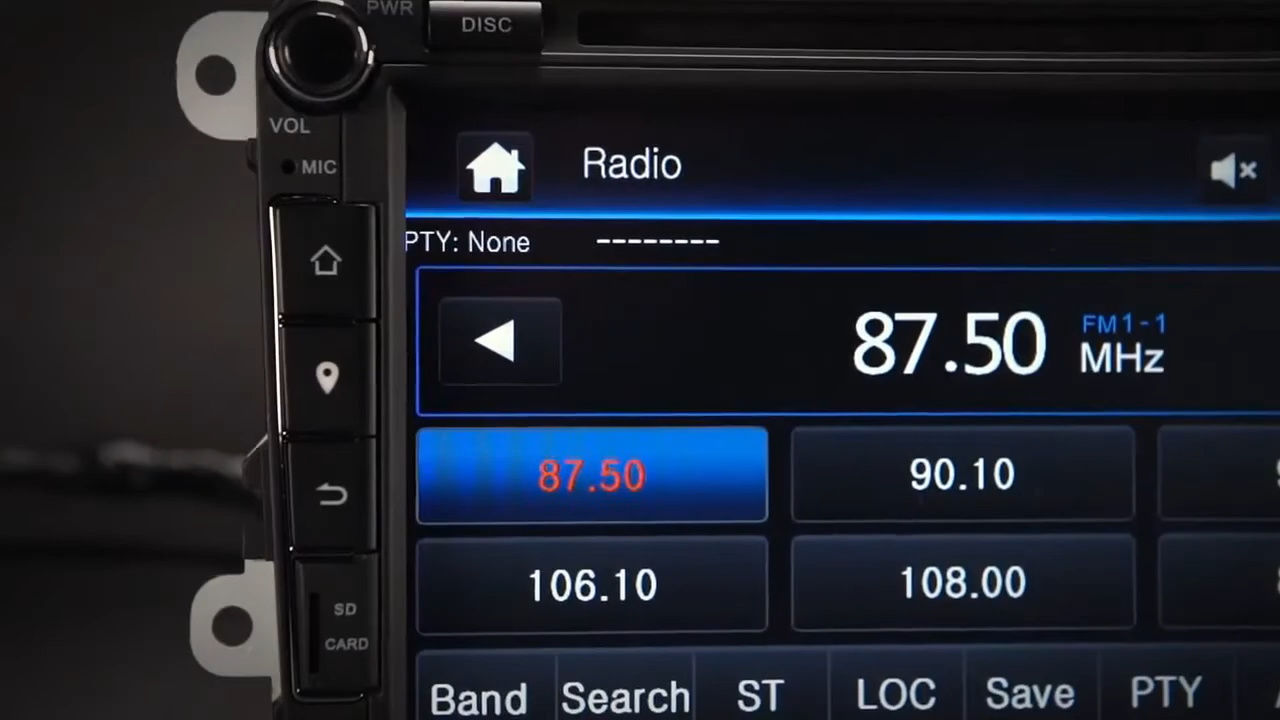 PWR
DISC
VOL
MIC
Radio
PTY: None --------
87.50 FM1-1
MHz
87.50 90.10
106.10 108.00
SD
CARD
Band Search ST LOC Save PTY